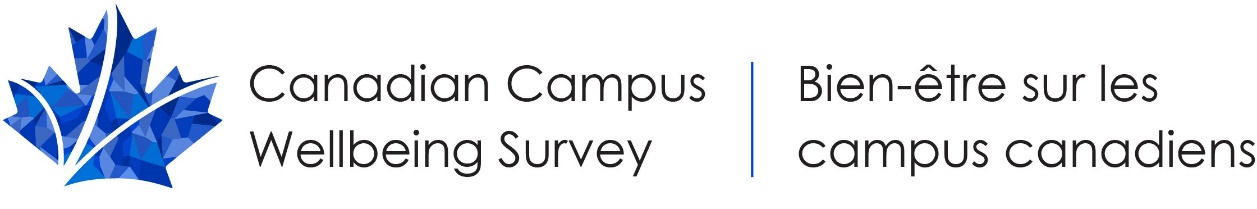 Canadian Campus
Wellbeing Survey
Bien-être sur les
campus canadiens